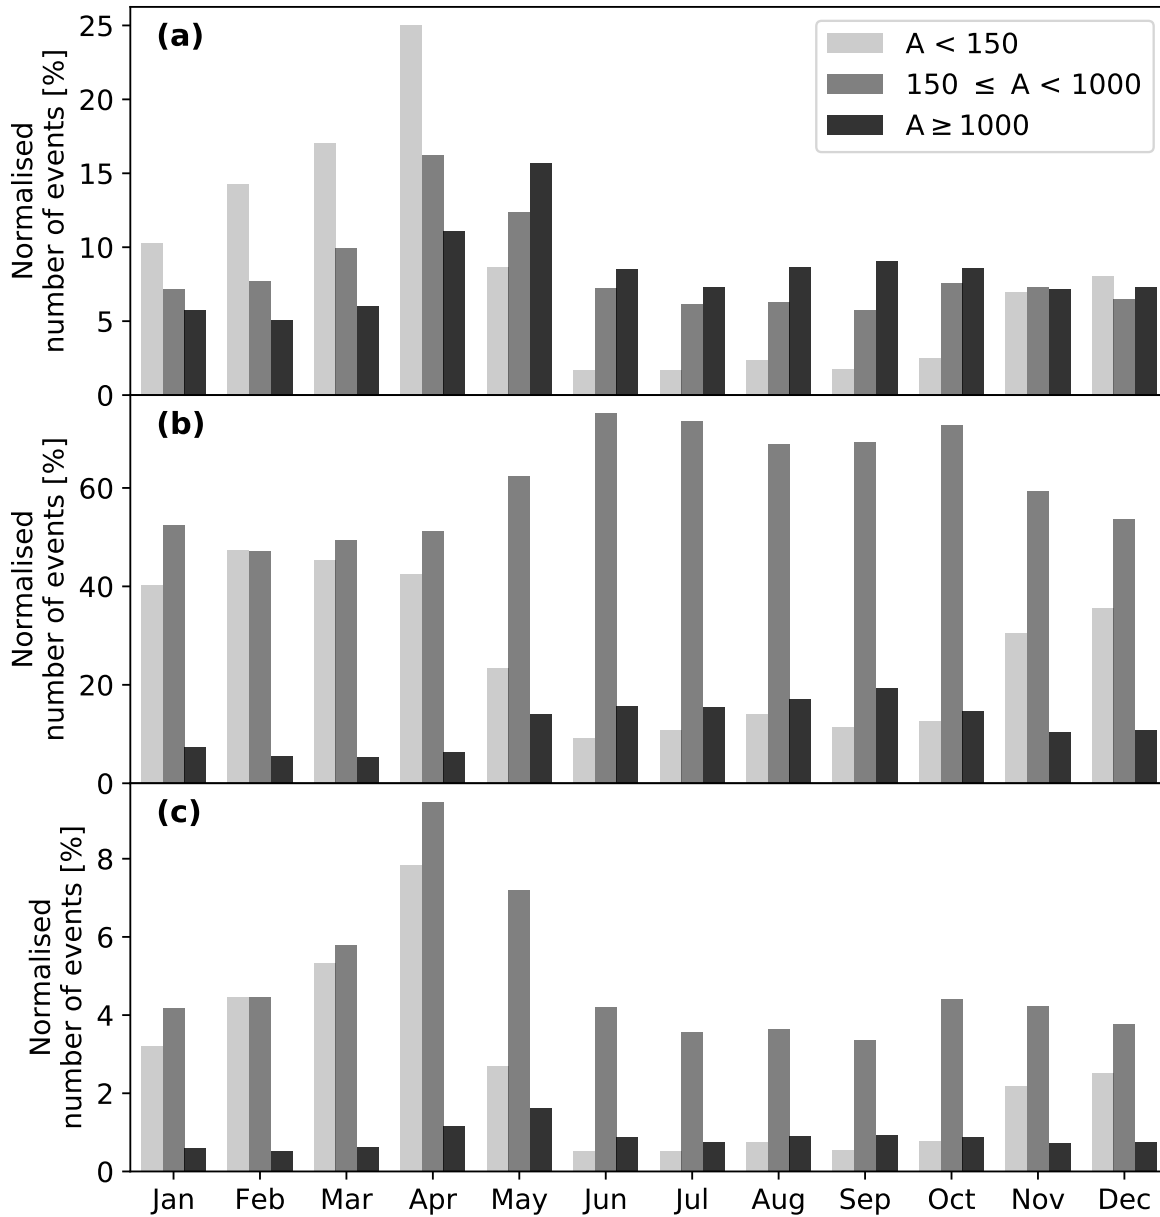 (a)
A < 150
150 ≤ A < 1000
A ≥ 1000
Normalised
number of events [%]
25
20
15
10
5
0
(b)
Normalised
number of events [%]
60
40
20
0
(c)
Normalised
number of events [%]
8
6
4
2
0
Jan Feb Mar Apr May Jun Jul Aug Sep Oct Nov Dec